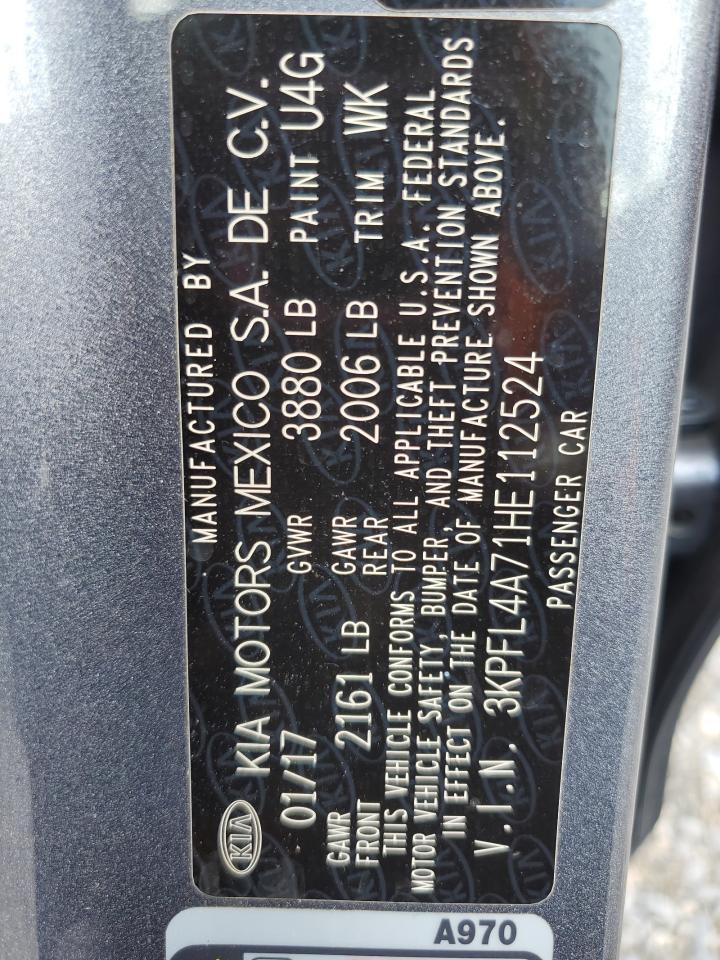 MANUFACTURED BY
KIA KIA MOTORS MEXICO S.A. DE C.V.
01/17 GVWR 3880 LB PAINT U4G
GAWR FRONT 2161 LB GAWR REAR 2006 LB TRIM WK
THIS VEHICLE CONFORMS TO ALL APPLICABLE U.S.A. FEDERAL
MOTOR VEHICLE SAFETY, BUMPER, AND THEFT PREVENTION STANDARDS
IN EFFECT ON THE DATE OF MANUFACTURE SHOWN ABOVE.
V.I.N. 3KPFL4A71HE112524
PASSENGER CAR
A970